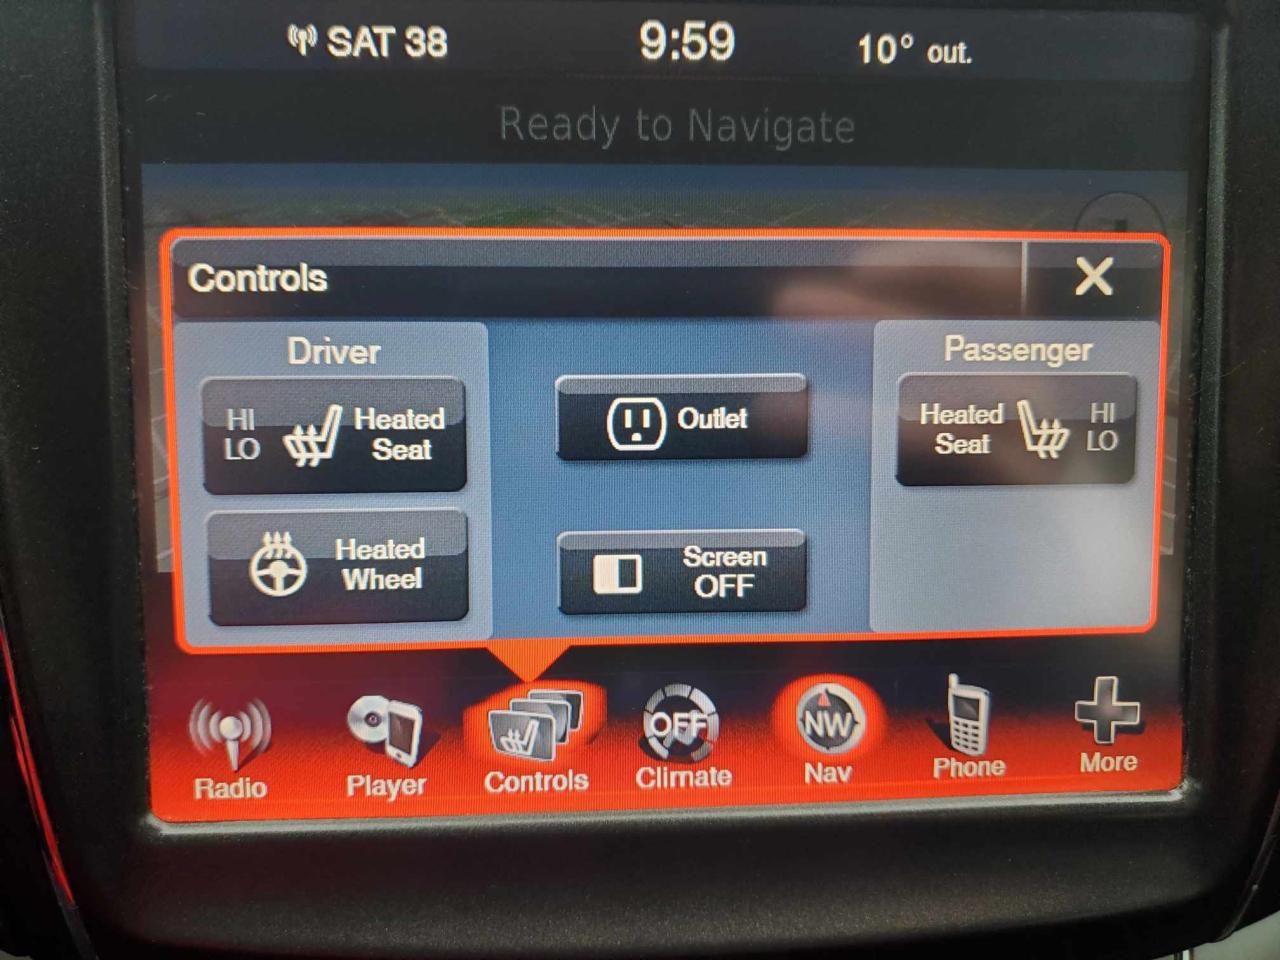 SAT 38
9:59
10° out.
Ready to Navigate
Controls
X
Driver
Passenger
HI
LO
Heated
Seat
Outlet
Heated
Seat
HI
LO
Heated
Wheel
Screen
OFF
OFF
NW
Radio
Player
Controls
Climate
Nav
Phone
More